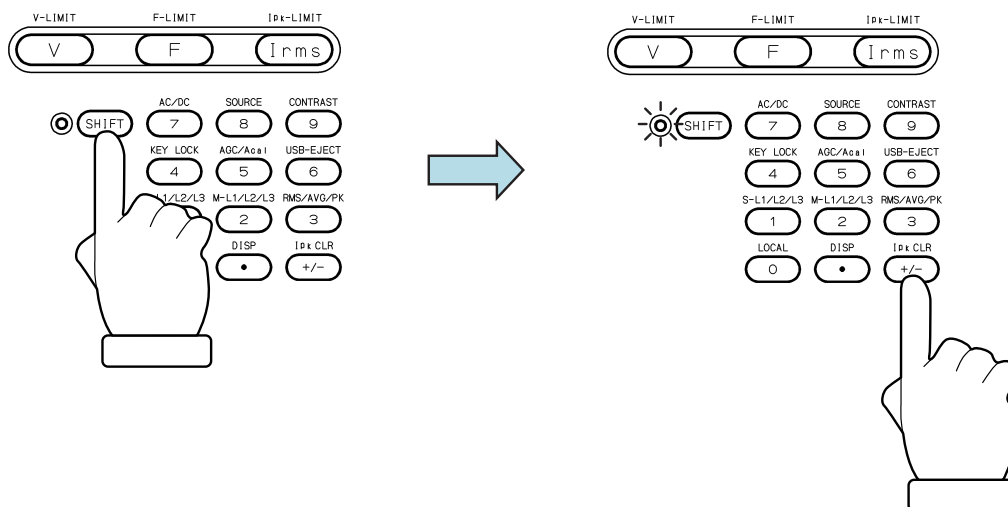 V-LIMIT F-LIMIT Ipk-LIMIT
V F Irms
AC/DC SOURCE CONTRAST
SHIFT 7 8 9
KEY LOCK AGC/Acal USB-EJECT
4 5 6
L1/L2/L3 M-L1/L2/L3 RMS/AVG/PK
2 3
DISP Ipk CLR
• +/-
V-LIMIT F-LIMIT Ipk-LIMIT
V F Irms
AC/DC SOURCE CONTRAST
SHIFT 7 8 9
KEY LOCK AGC/Acal USB-EJECT
4 5 6
S-L1/L2/L3 M-L1/L2/L3 RMS/AVG/PK
1 2 3
LOCAL DISP Ipk CLR
0 • +/-